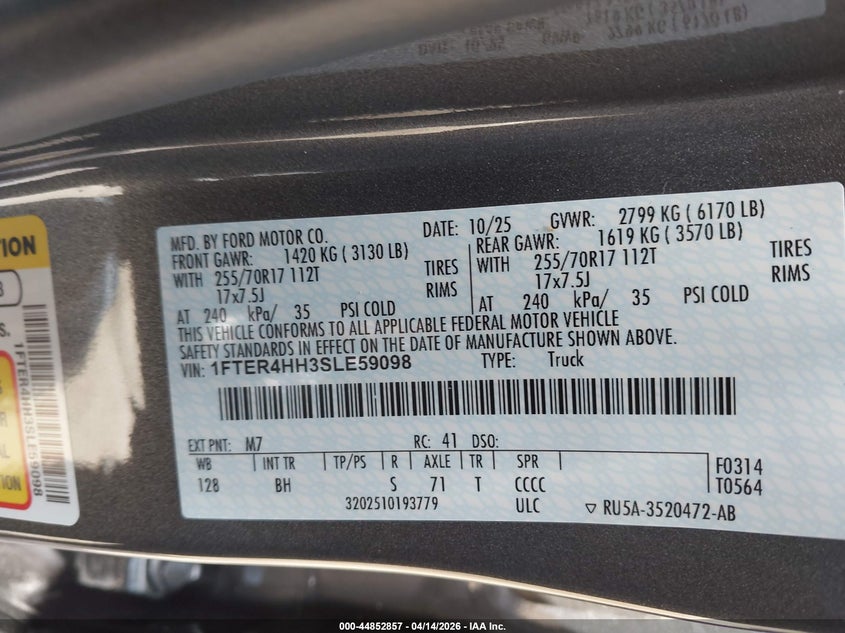 DATE: 10/25 GVWR: 2799 KG ( 6170 LB)
MFD. BY FORD MOTOR CO.
FRONT GAWR: 1420 KG ( 3130 LB) REAR GAWR: 1619 KG ( 3570 LB)
WITH 255/70R17 112T TIRES WITH 255/70R17 112T TIRES
17x7.5J RIMS 17x7.5J RIMS
AT 240 kPa/ 35 PSI COLD AT 240 kPa/ 35 PSI COLD
THIS VEHICLE CONFORMS TO ALL APPLICABLE FEDERAL MOTOR VEHICLE
SAFETY STANDARDS IN EFFECT ON THE DATE OF MANUFACTURE SHOWN ABOVE.
VIN: 1FTER4HH3SLE59098 TYPE: Truck
EXT PNT: M7 RC: 41 DSO:
WB INT TR TP/PS R AXLE TR SPR F0314
128 BH S 71 T CCCC T0564
3202510193779 ULC ▽ RU5A-3520472-AB
1FTER4HH3SLE59098
000-44852857 | 04/14/2026 | IAA Inc.